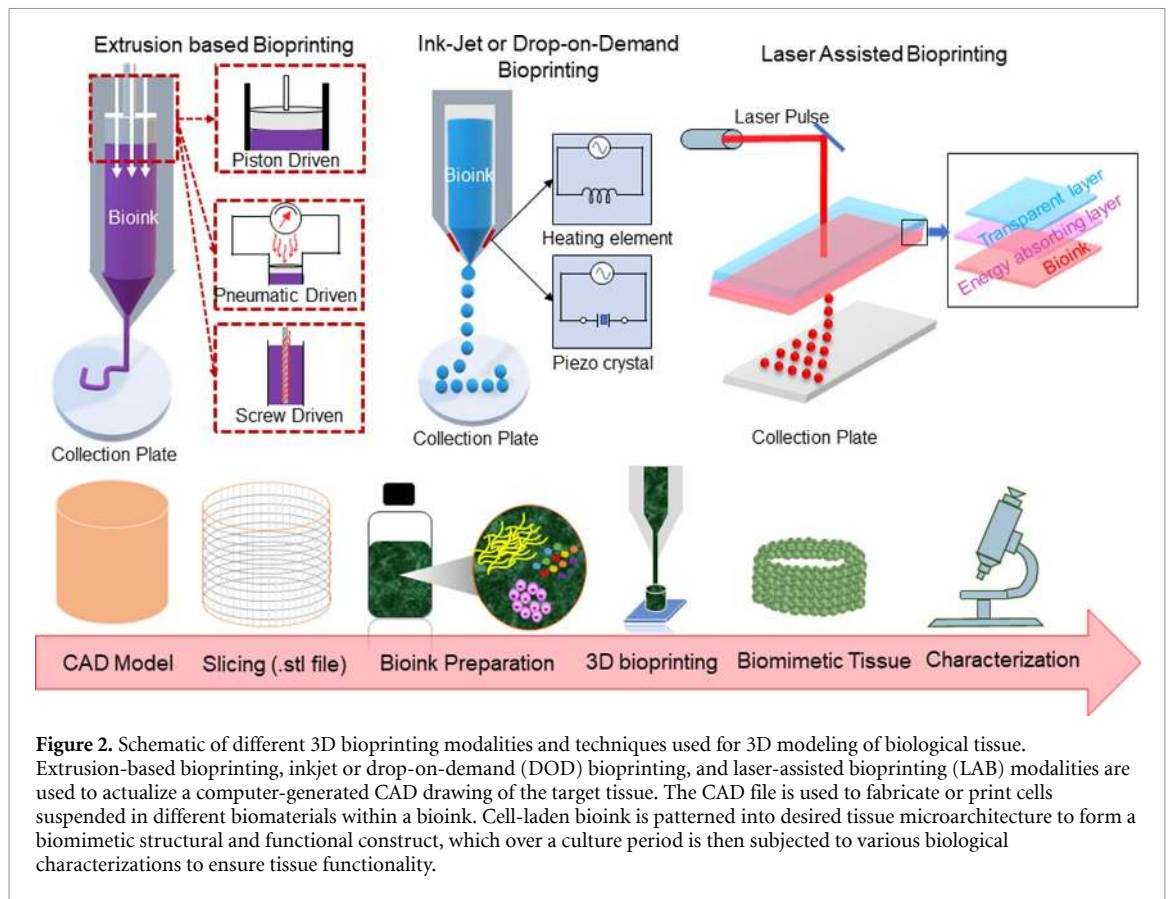 Extrusion based Bioprinting
Bioink
Piston Driven
Pneumatic Driven
Screw Driven
Collection Plate
Ink-Jet or Drop-on-Demand
Bioprinting
Bioink
Heating element
Piezo crystal
Collection Plate
Laser Assisted Bioprinting
Laser Pulse
Transparent layer
Energy absorbing layer
Bioink
Collection Plate
CAD Model
Slicing (.stl file)
Bioink Preparation
3D bioprinting
Biomimetic Tissue
Characterization
Figure 2. Schematic of different 3D bioprinting modalities and techniques used for 3D modeling of biological tissue.
Extrusion-based bioprinting, inkjet or drop-on-demand (DOD) bioprinting, and laser-assisted bioprinting (LAB) modalities are
used to actualize a computer-generated CAD drawing of the target tissue. The CAD file is used to fabricate or print cells
suspended in different biomaterials within a bioink. Cell-laden bioink is patterned into desired tissue microarchitecture to form a
biomimetic structural and functional construct, which over a culture period is then subjected to various biological
characterizations to ensure tissue functionality.